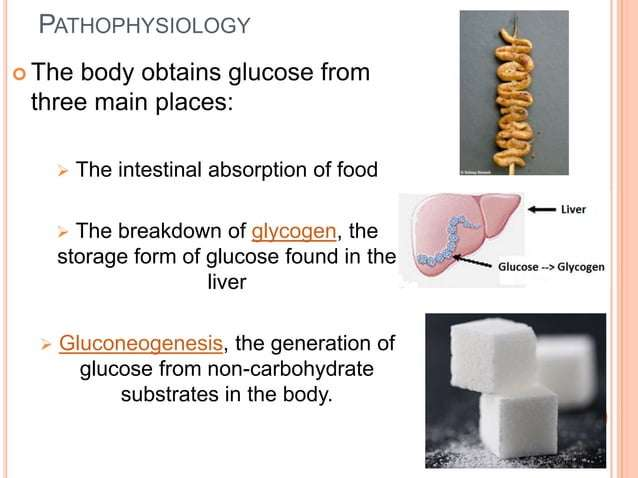 PATHOPHYSIOLOGY
The body obtains glucose from
three main places:
The intestinal absorption of food
The breakdown of glycogen, the
storage form of glucose found in the
liver
Gluconeogenesis, the generation of
glucose from non-carbohydrate
substrates in the body.
Liver
Glucose --> Glycogen